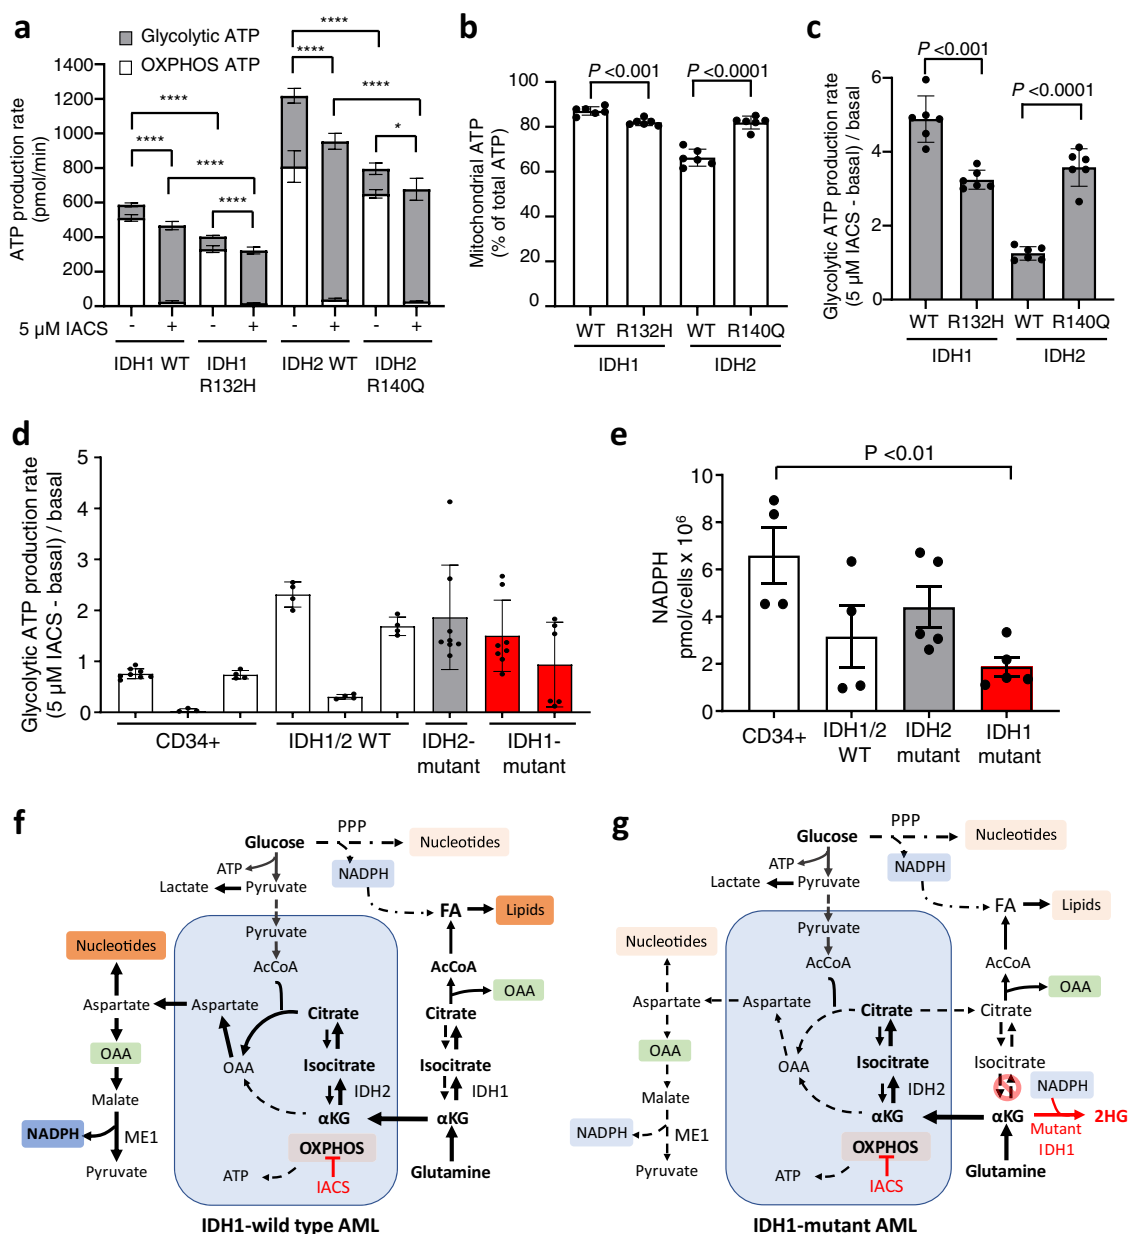 a
Glycolytic ATP
OXPHOS ATP
ATP production rate
(pmol/min)
1400
1200
1000
800
600
400
200
0
****
****
****
****
****
****
****
*
5 µM IACS
- + - + - + - +
IDH1 WT
IDH1
R132H
IDH2 WT
IDH2
R140Q
b
P <0.001
P <0.0001
Mitochondrial ATP
(% of total ATP)
100
80
60
40
20
0
WT R132H WT R140Q
IDH1
IDH2
c
P <0.001
P <0.0001
Glycolytic ATP production rate
(5 µM IACS - basal) / basal
6
4
2
0
WT R132H WT R140Q
IDH1
IDH2
d
Glycolytic ATP production rate
(5 µM IACS - basal) / basal
5
4
3
2
1
0
CD34+
IDH1/2 WT
IDH2-
mutant
IDH1-
mutant
e
P <0.01
NADPH
pmol/cells x 10⁶
10
8
6
4
2
0
CD34+
IDH1/2
WT
IDH2
mutant
IDH1
mutant
f
Glucose
PPP
Nucleotides
ATP
NADPH
Lactate
Pyruvate
FA
Lipids
Pyruvate
Nucleotides
AcCoA
AcCoA
OAA
Aspartate
Aspartate
Citrate
Citrate
OAA
OAA
Isocitrate
Isocitrate
IDH2
IDH1
Malate
αKG
αKG
NADPH
ME1
OXPHOS
Pyruvate
ATP
IACS
Glutamine
IDH1-wild type AML
g
Glucose
PPP
Nucleotides
ATP
NADPH
Lactate
Pyruvate
FA
Lipids
Pyruvate
Nucleotides
AcCoA
AcCoA
OAA
Aspartate
Aspartate
Citrate
Citrate
OAA
OAA
Isocitrate
Isocitrate
IDH2
NADPH
Malate
αKG
αKG
2HG
Mutant
IDH1
NADPH
ME1
OXPHOS
Pyruvate
ATP
IACS
Glutamine
IDH1-mutant AML